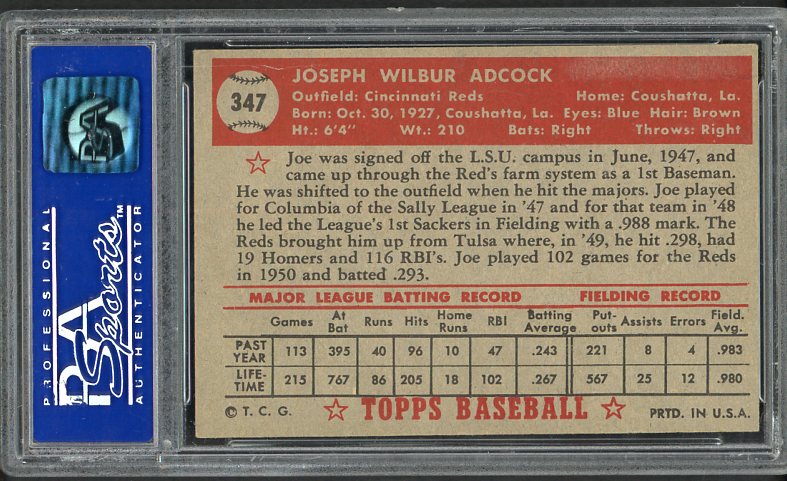 PSA
PROFESSIONAL
PSA Sports™
AUTHENTICATOR
347
JOSEPH WILBUR ADCOCK
Outfield: Cincinnati Reds Home: Coushatta, La.
Born: Oct. 30, 1927, Coushatta, La. Eyes: Blue Hair: Brown
Ht.: 6'4" Wt.: 210 Bats: Right Throws: Right
Joe was signed off the L.S.U. campus in June, 1947, and
came up through the Red's farm system as a 1st Baseman.
He was shifted to the outfield when he hit the majors. Joe played
for Columbia of the Sally League in '47 and for that team in '48
he led the League's 1st Sackers in Fielding with a .988 mark. The
Reds brought him up from Tulsa where, in '49, he hit .298, had
19 Homers and 116 RBI's. Joe played 102 games for the Reds
in 1950 and batted .293.
MAJOR LEAGUE BATTING RECORD FIELDING RECORD
Games At Bat Runs Hits Home Runs RBI Batting Average Put-outs Assists Errors Field. Avg.
PAST YEAR 113 395 40 96 10 47 .243 221 8 4 .983
LIFE-TIME 215 767 86 205 18 102 .267 567 25 12 .980
© T. C. G. TOPPS BASEBALL PRTD. IN U.S.A.